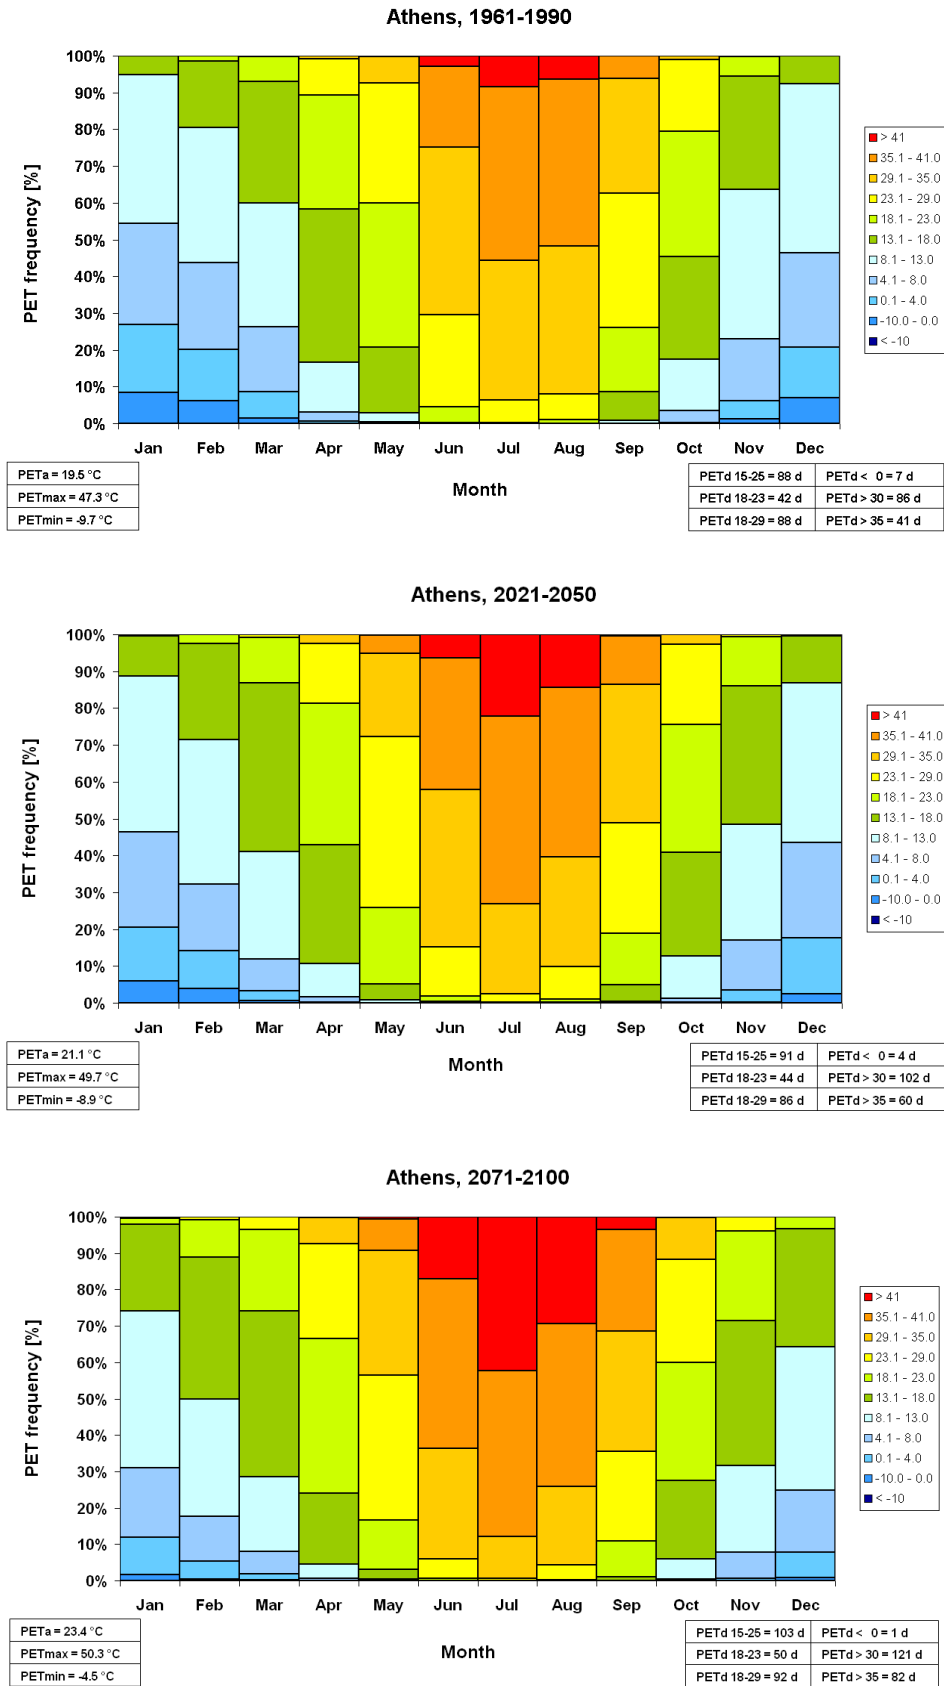 Athens, 1961-1990
PET frequency [%]
100%
90%
80%
70%
60%
50%
40%
30%
20%
10%
0%
Jan Feb Mar Apr May Jun Jul Aug Sep Oct Nov Dec
Month
> 41
35.1 - 41.0
29.1 - 35.0
23.1 - 29.0
18.1 - 23.0
13.1 - 18.0
8.1 - 13.0
4.1 - 8.0
0.1 - 4.0
-10.0 - 0.0
< -10
PETa = 19.5 °C
PETmax = 47.3 °C
PETmin = -9.7 °C
PETd 15-25 = 88 d PETd < 0 = 7 d
PETd 18-23 = 42 d PETd > 30 = 86 d
PETd 18-29 = 88 d PETd > 35 = 41 d
Athens, 2021-2050
PET frequency [%]
100%
90%
80%
70%
60%
50%
40%
30%
20%
10%
0%
Jan Feb Mar Apr May Jun Jul Aug Sep Oct Nov Dec
Month
> 41
35.1 - 41.0
29.1 - 35.0
23.1 - 29.0
18.1 - 23.0
13.1 - 18.0
8.1 - 13.0
4.1 - 8.0
0.1 - 4.0
-10.0 - 0.0
< -10
PETa = 21.1 °C
PETmax = 49.7 °C
PETmin = -8.9 °C
PETd 15-25 = 91 d PETd < 0 = 4 d
PETd 18-23 = 44 d PETd > 30 = 102 d
PETd 18-29 = 86 d PETd > 35 = 60 d
Athens, 2071-2100
PET frequency [%]
100%
90%
80%
70%
60%
50%
40%
30%
20%
10%
0%
Jan Feb Mar Apr May Jun Jul Aug Sep Oct Nov Dec
Month
> 41
35.1 - 41.0
29.1 - 35.0
23.1 - 29.0
18.1 - 23.0
13.1 - 18.0
8.1 - 13.0
4.1 - 8.0
0.1 - 4.0
-10.0 - 0.0
< -10
PETa = 23.4 °C
PETmax = 50.3 °C
PETmin = -4.5 °C
PETd 15-25 = 103 d PETd < 0 = 1 d
PETd 18-23 = 50 d PETd > 30 = 121 d
PETd 18-29 = 92 d PETd > 35 = 82 d